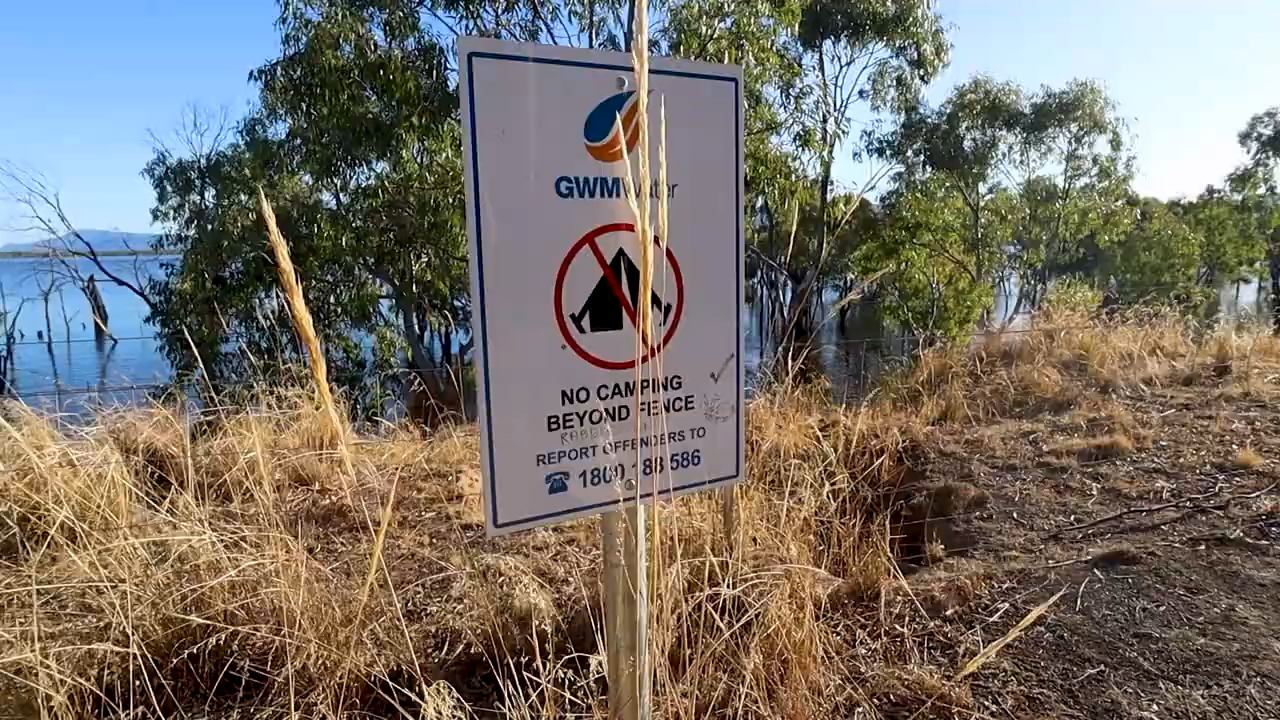 GWMWater
NO CAMPING
BEYOND FENCE
REPORT OFFENDERS TO
1800 188 586